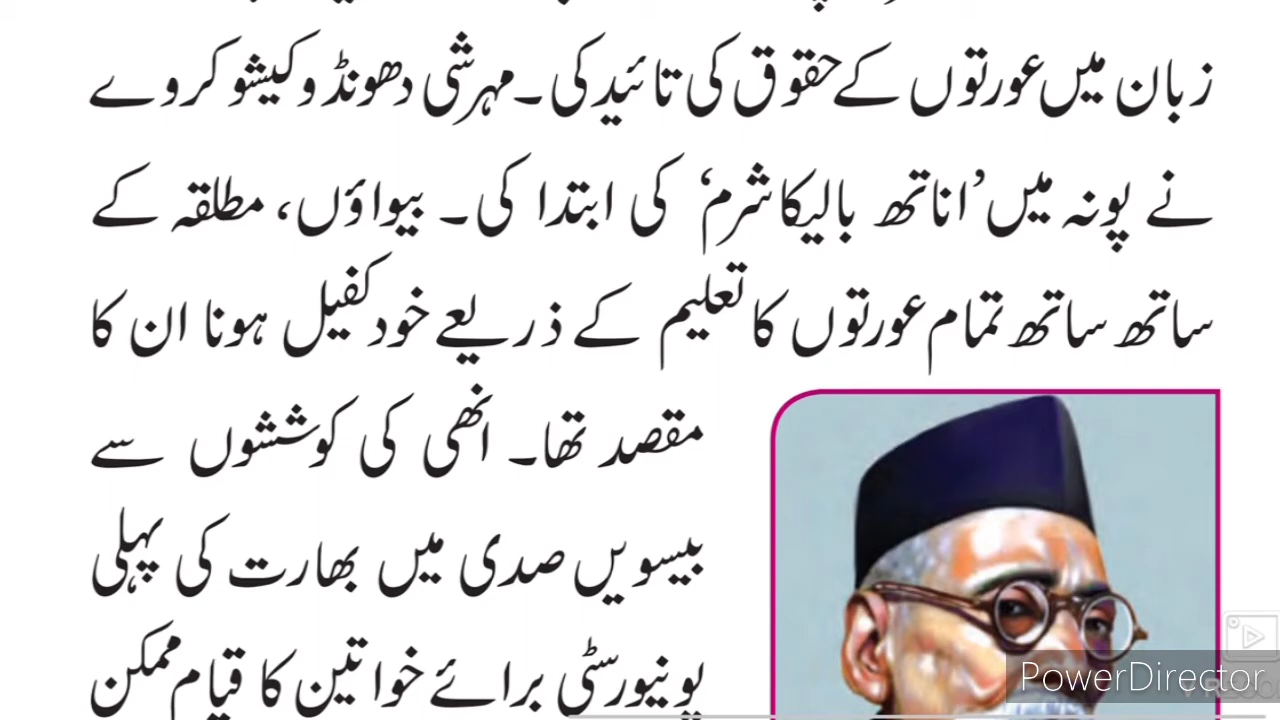 زبان میں عورتوں کے حقوق کی تائید کی۔ مہرشی دھونڈو کیشو کروے
نے پونہ میں ’اناتھ بالیکاشرم‘ کی ابتدا کی۔ بیواؤں، مطلقہ کے
ساتھ ساتھ تمام عورتوں کا تعلیم کے ذریعے خود کفیل ہونا ان کا
مقصد تھا۔ انھی کی کوششوں سے
بیسویں صدی میں بھارت کی پہلی
یونیورسٹی برائے خواتین کا قیام ممکن
PowerDirector